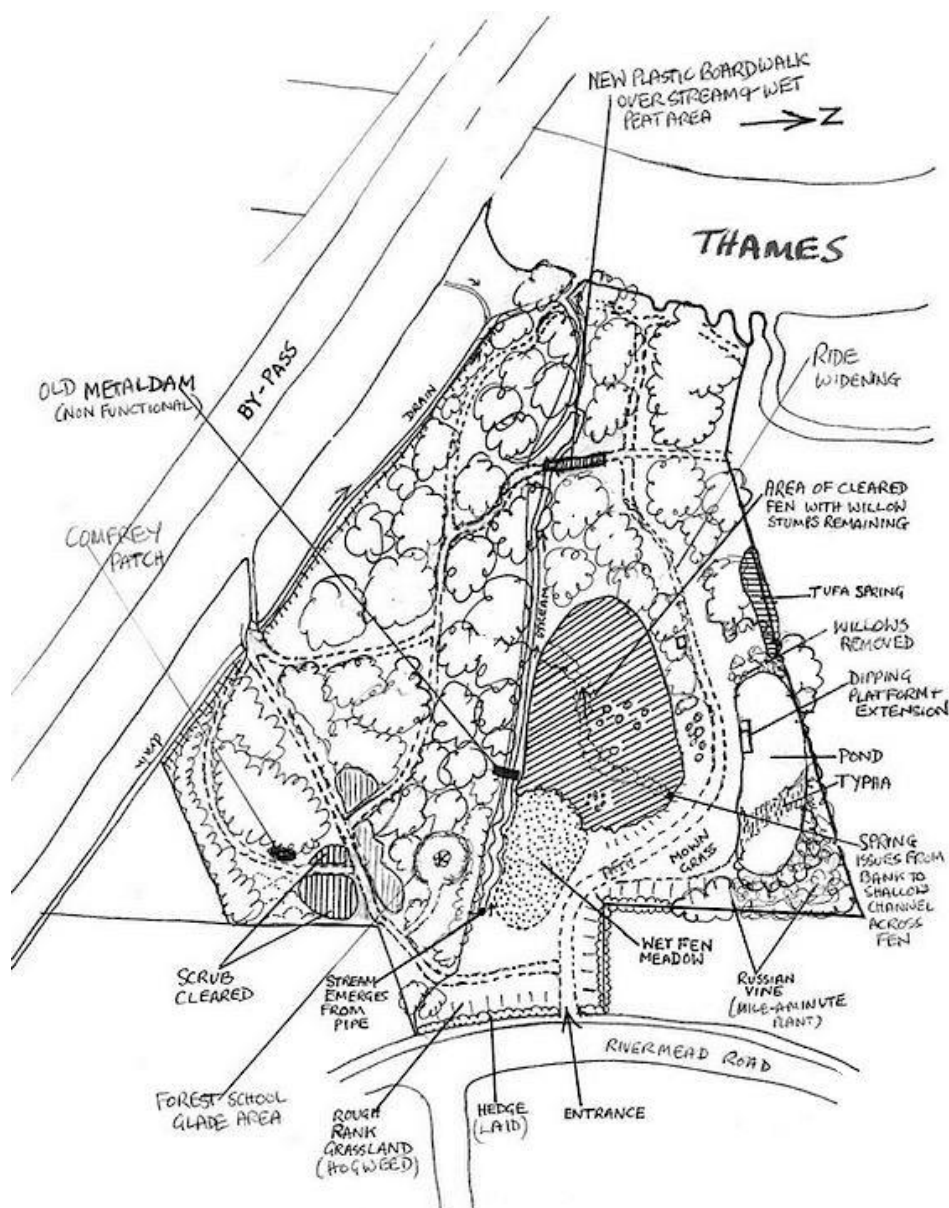 NEW PLASTIC BOARDWALK
OVER STREAM & WET
PEAT AREA
N
THAMES
BY-PASS
RIDE
WIDENING
OLD METAL DAM
(NON FUNCTIONAL)
DRAIN
AREA OF CLEARED
FEN WITH WILLOW
STUMPS REMAINING
COMFREY
PATCH
TUFA SPRING
STREAM
WILLOWS
REMOVED
DIPPING
PLATFORM +
EXTENSION
DRAIN
POND
TYPHA
MOWN
GRASS
PATH
SPRING
ISSUES FROM
BANK TO
SHALLOW
CHANNEL
ACROSS
FEN
WET FEN
MEADOW
SCRUB
CLEARED
STREAM
EMERGES
FROM
PIPE
RUSSIAN
VINE
(MILE-A-MINUTE
PLANT)
RIVERMEAD ROAD
FOREST SCHOOL
GLADE AREA
ROUGH
RANK
GRASSLAND
(HOGWEED)
HEDGE
(LAID)
ENTRANCE